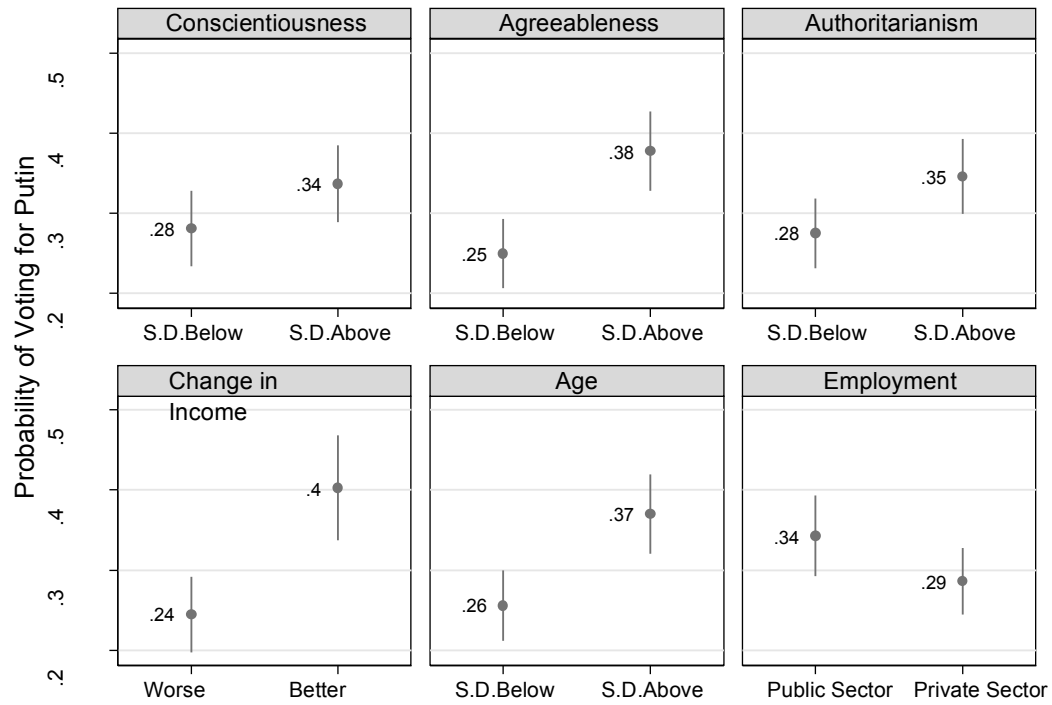 Conscientiousness
Agreeableness
Authoritarianism
Probability of Voting for Putin
.5
.4
.3
.2
.28
.34
.25
.38
.28
.35
S.D.Below
S.D.Above
S.D.Below
S.D.Above
S.D.Below
S.D.Above
Change in
Income
Age
Employment
.5
.4
.3
.2
.24
.4
.26
.37
.34
.29
Worse
Better
S.D.Below
S.D.Above
Public Sector
Private Sector